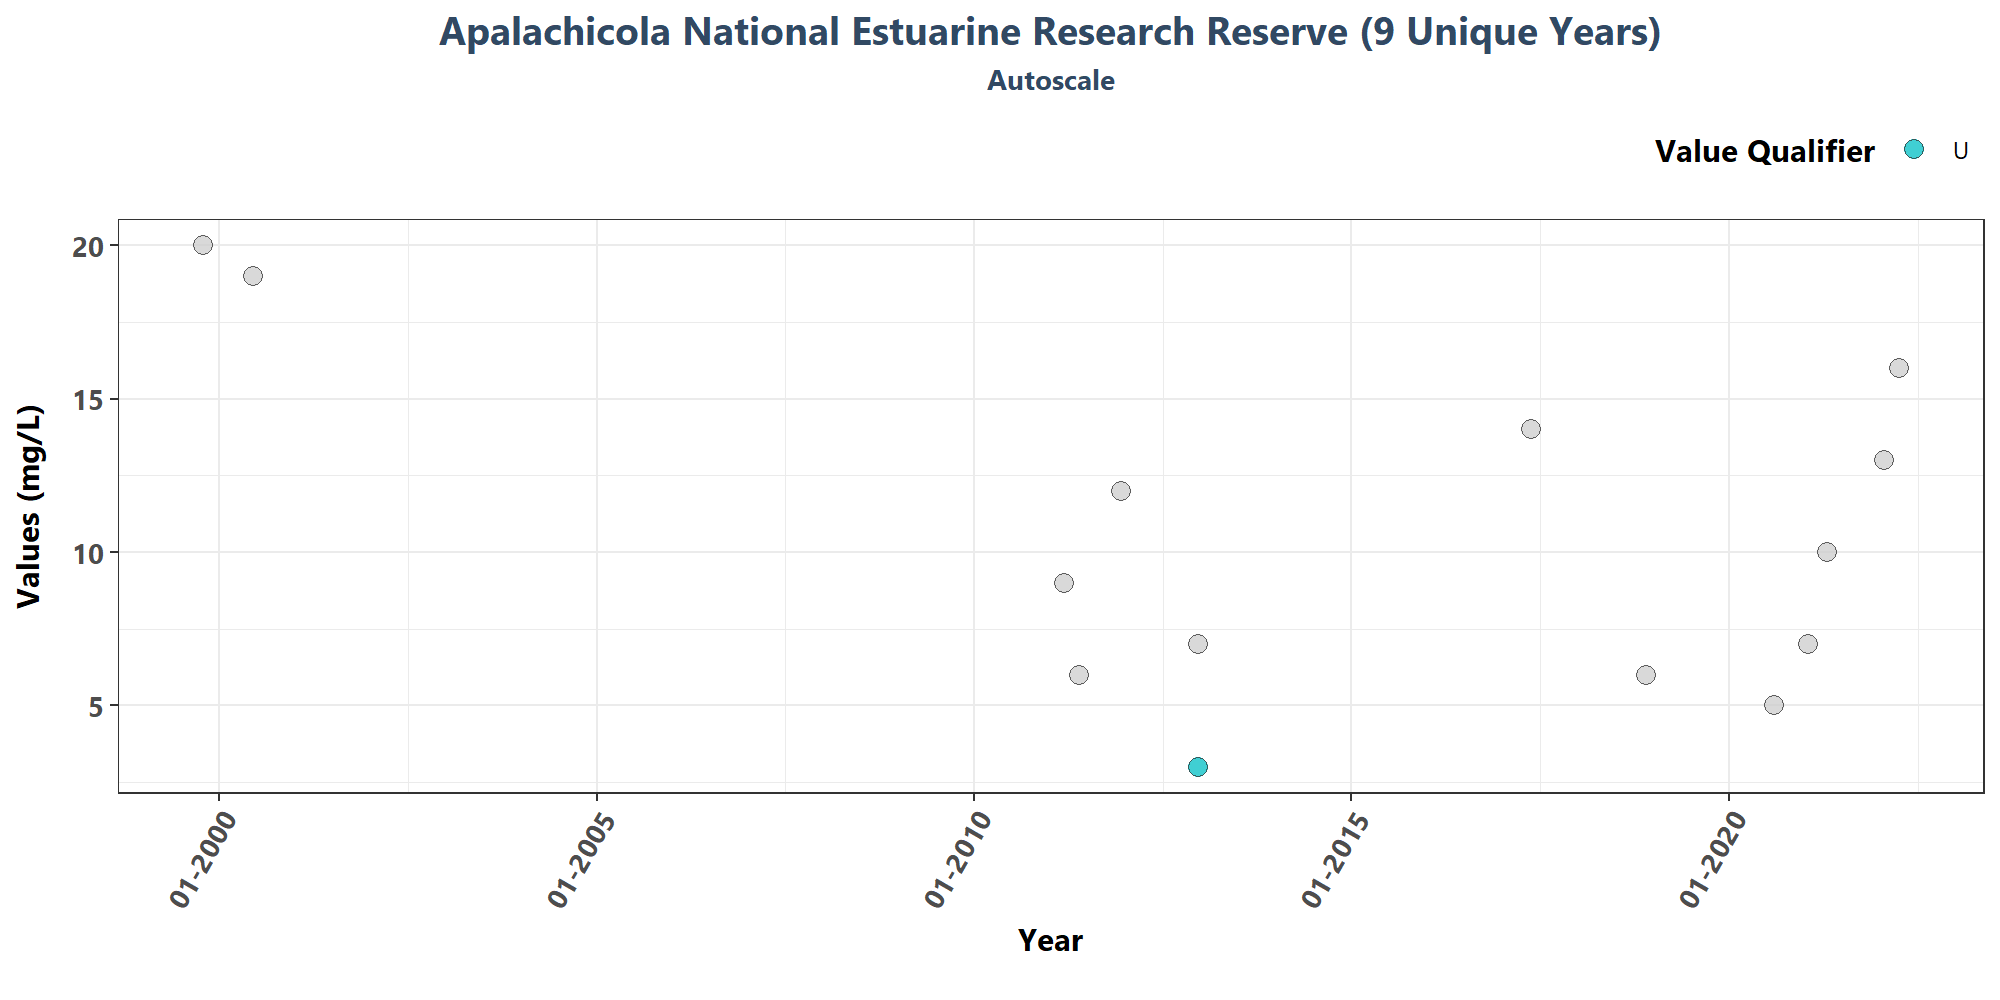 Apalachicola National Estuarine Research Reserve (9 Unique Years)
Autoscale
Value Qualifier U
Values (mg/L)
20
15
10
5
01-2000 01-2005 01-2010 01-2015 01-2020
Year